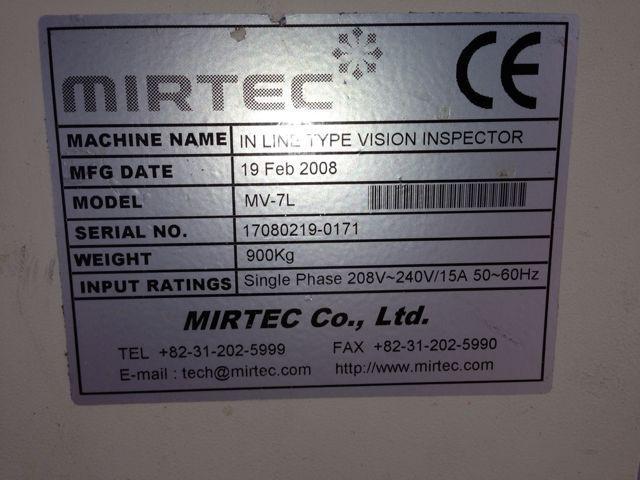 MIRTEC CE
MACHINE NAME IN LINE TYPE VISION INSPECTOR
MFG DATE 19 Feb 2008
MODEL MV-7L
SERIAL NO. 17080219-0171
WEIGHT 900Kg
INPUT RATINGS Single Phase 208V~240V/15A 50~60Hz
MIRTEC Co., Ltd.
TEL +82-31-202-5999 FAX +82-31-202-5990
E-mail : tech@mirtec.com http://www.mirtec.com